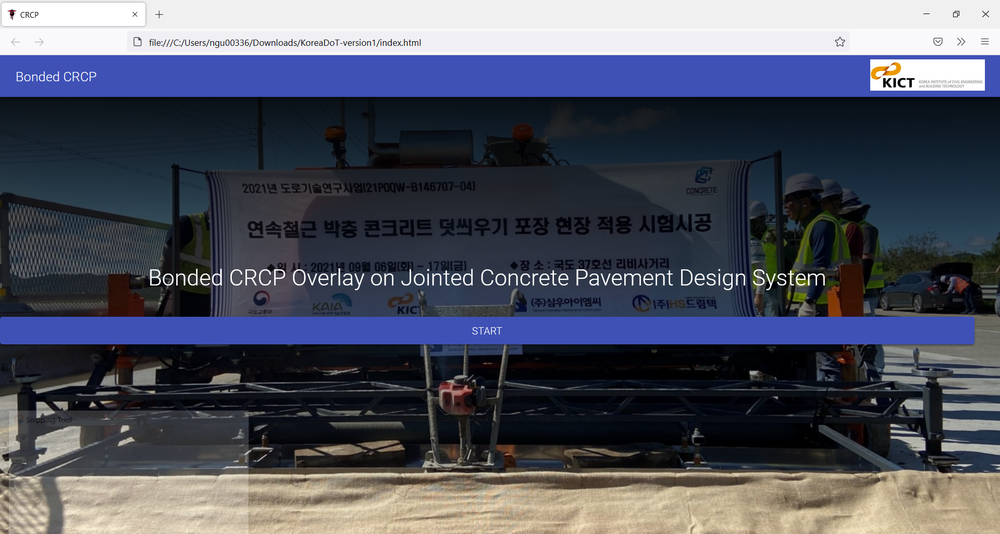 CRCP
file:///C:/Users/ngu00336/Downloads/KoreaDoT-version1/index.html
Bonded CRCP
KICT KOREA INSTITUTE of CIVIL ENGINEERING
and BUILDING TECHNOLOGY
2021년 도로기술연구사업(21POQW-B146707-04)
CONCRETE
연속철근 박층 콘크리트 덧씌우기 포장 현장 적용 시험시공
◆일 시 : 2021년 09월 06일(화) ~ 17일(금) ◆장 소 : 국도 37호선 리비사거리
Bonded CRCP Overlay on Jointed Concrete Pavement Design System
국토교통부 KAIA KICT (주)삼우아이엠씨 (주)HS드림텍
START
Snipping Tool